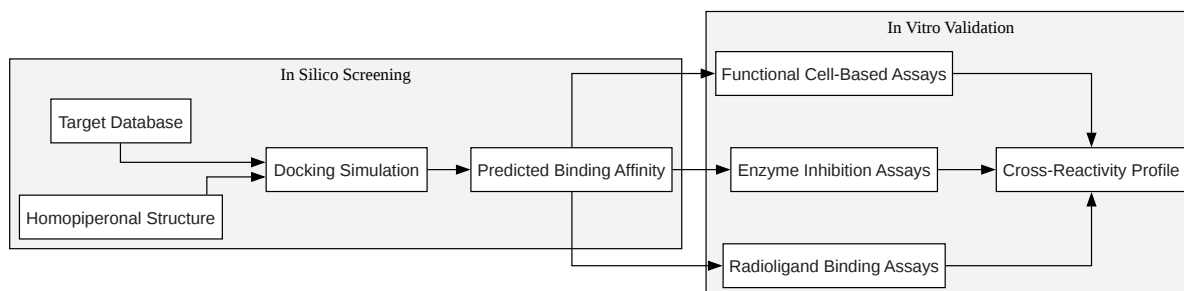 In Silico Screening
Target Database
Homopiperonal Structure
Docking Simulation
Predicted Binding Affinity
In Vitro Validation
Functional Cell-Based Assays
Enzyme Inhibition Assays
Radioligand Binding Assays
Cross-Reactivity Profile